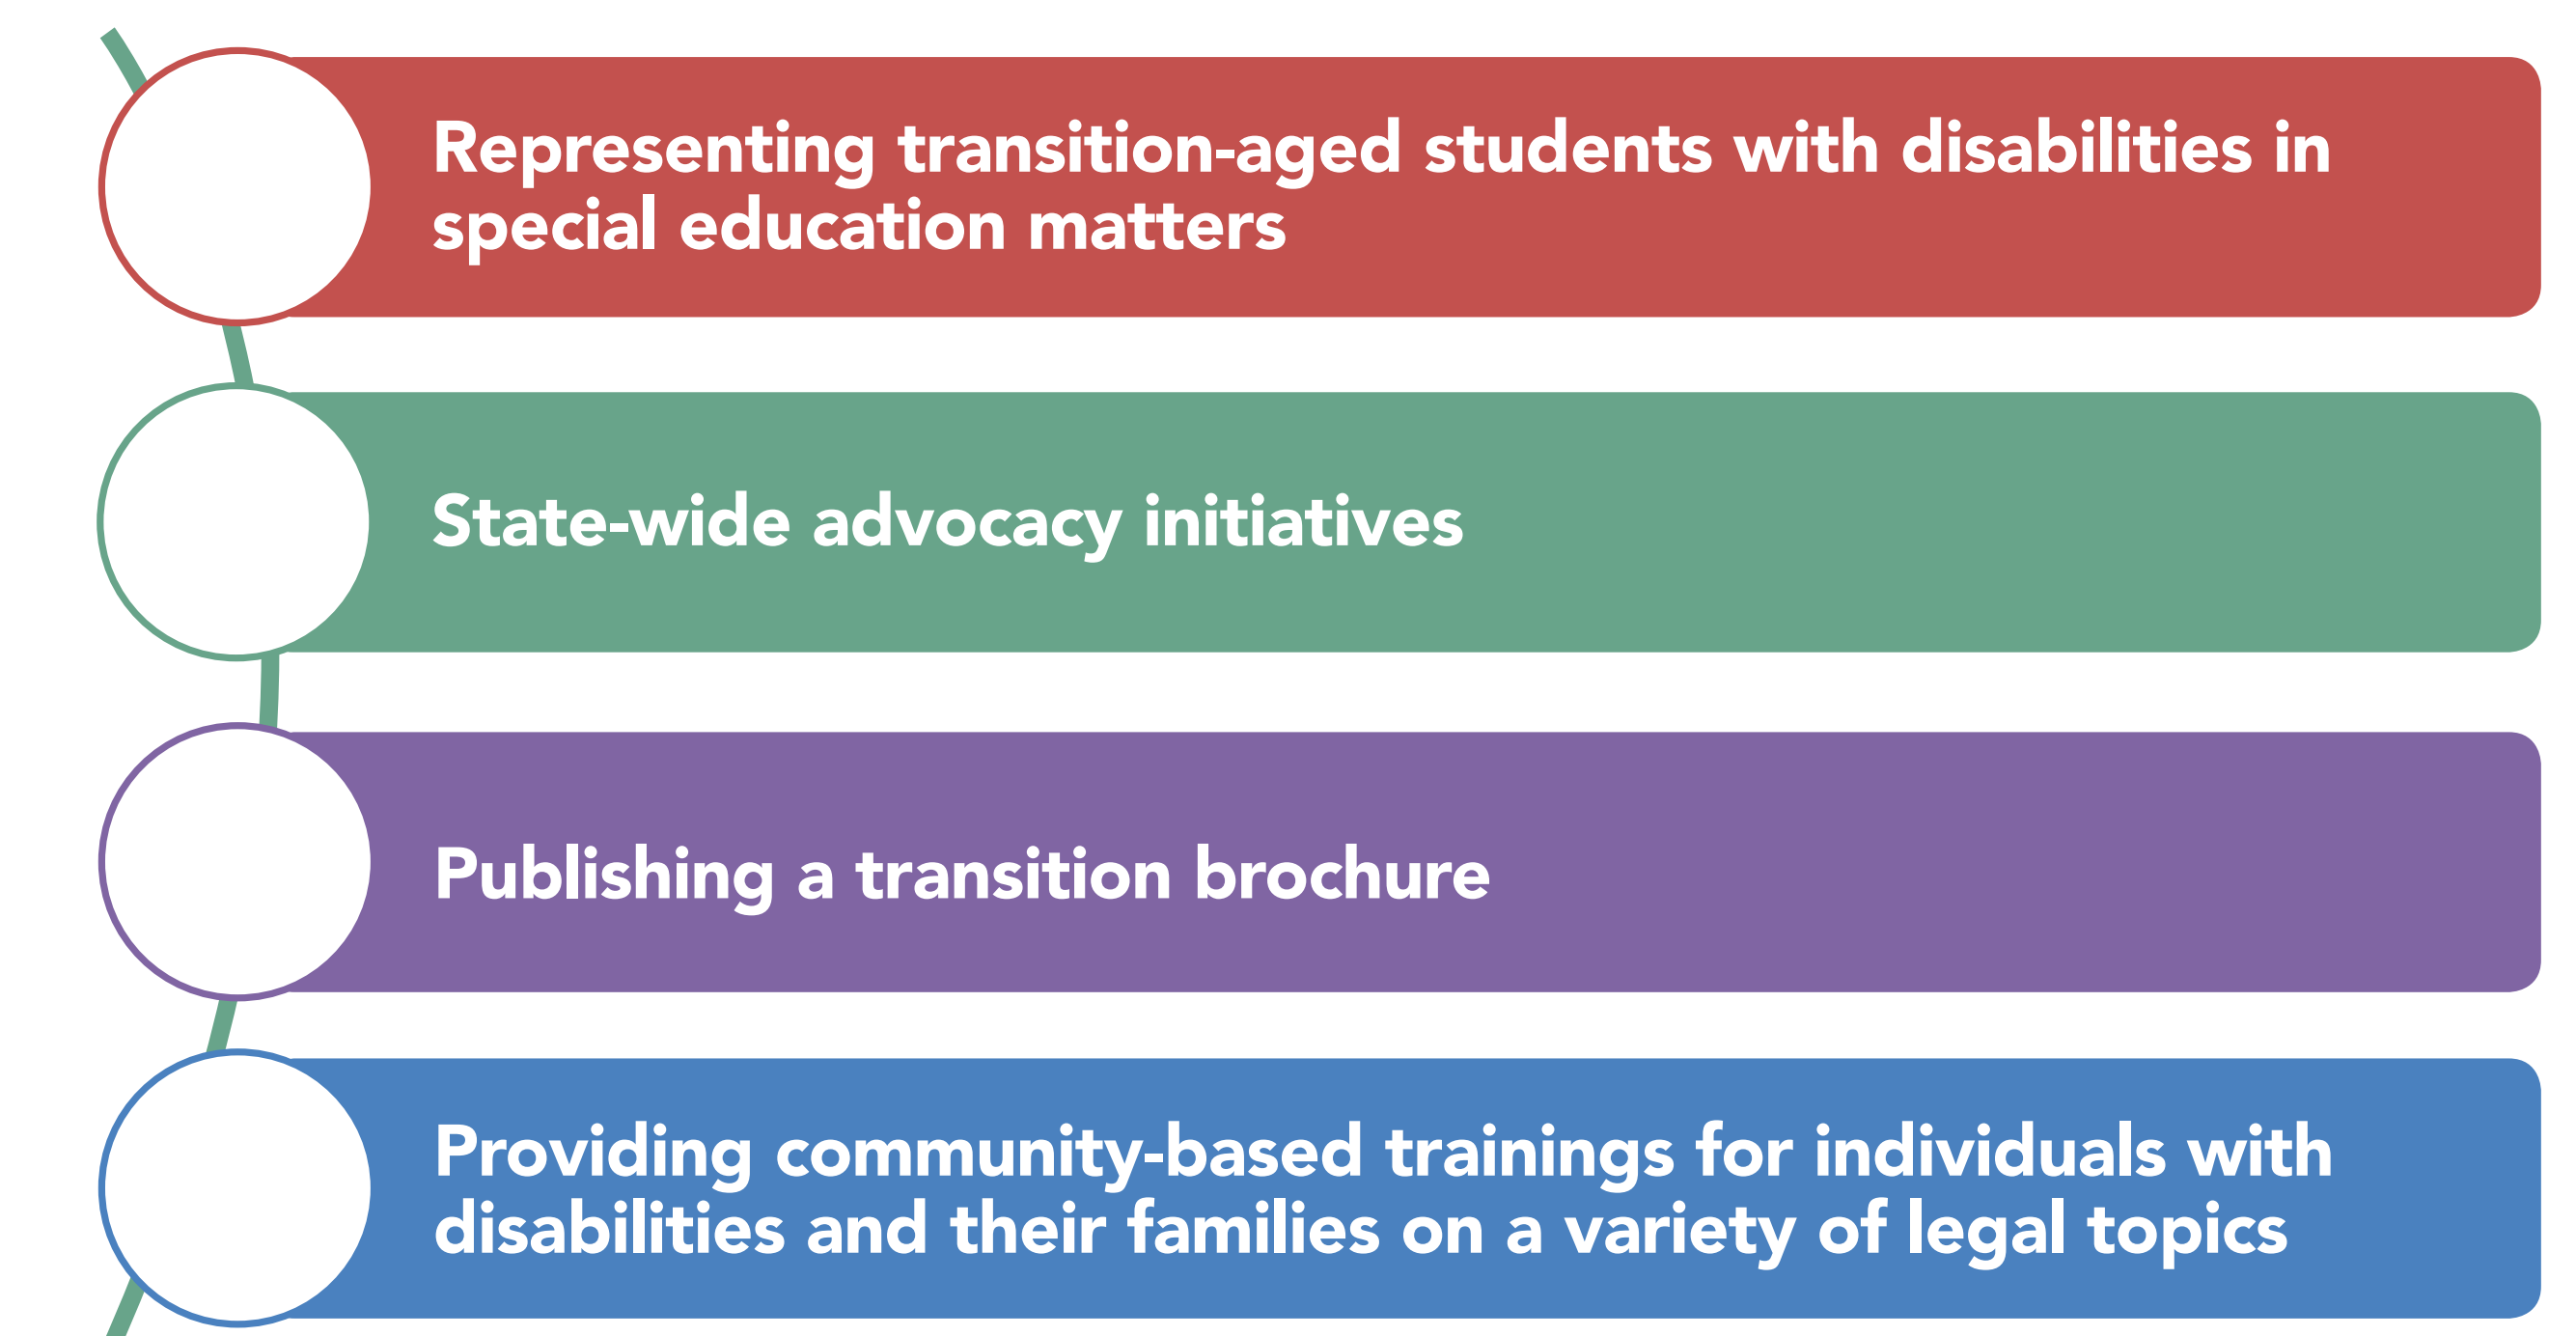 Representing transition-aged students with disabilities in
special education matters
State-wide advocacy initiatives
Publishing a transition brochure
Providing community-based trainings for individuals with
disabilities and their families on a variety of legal topics